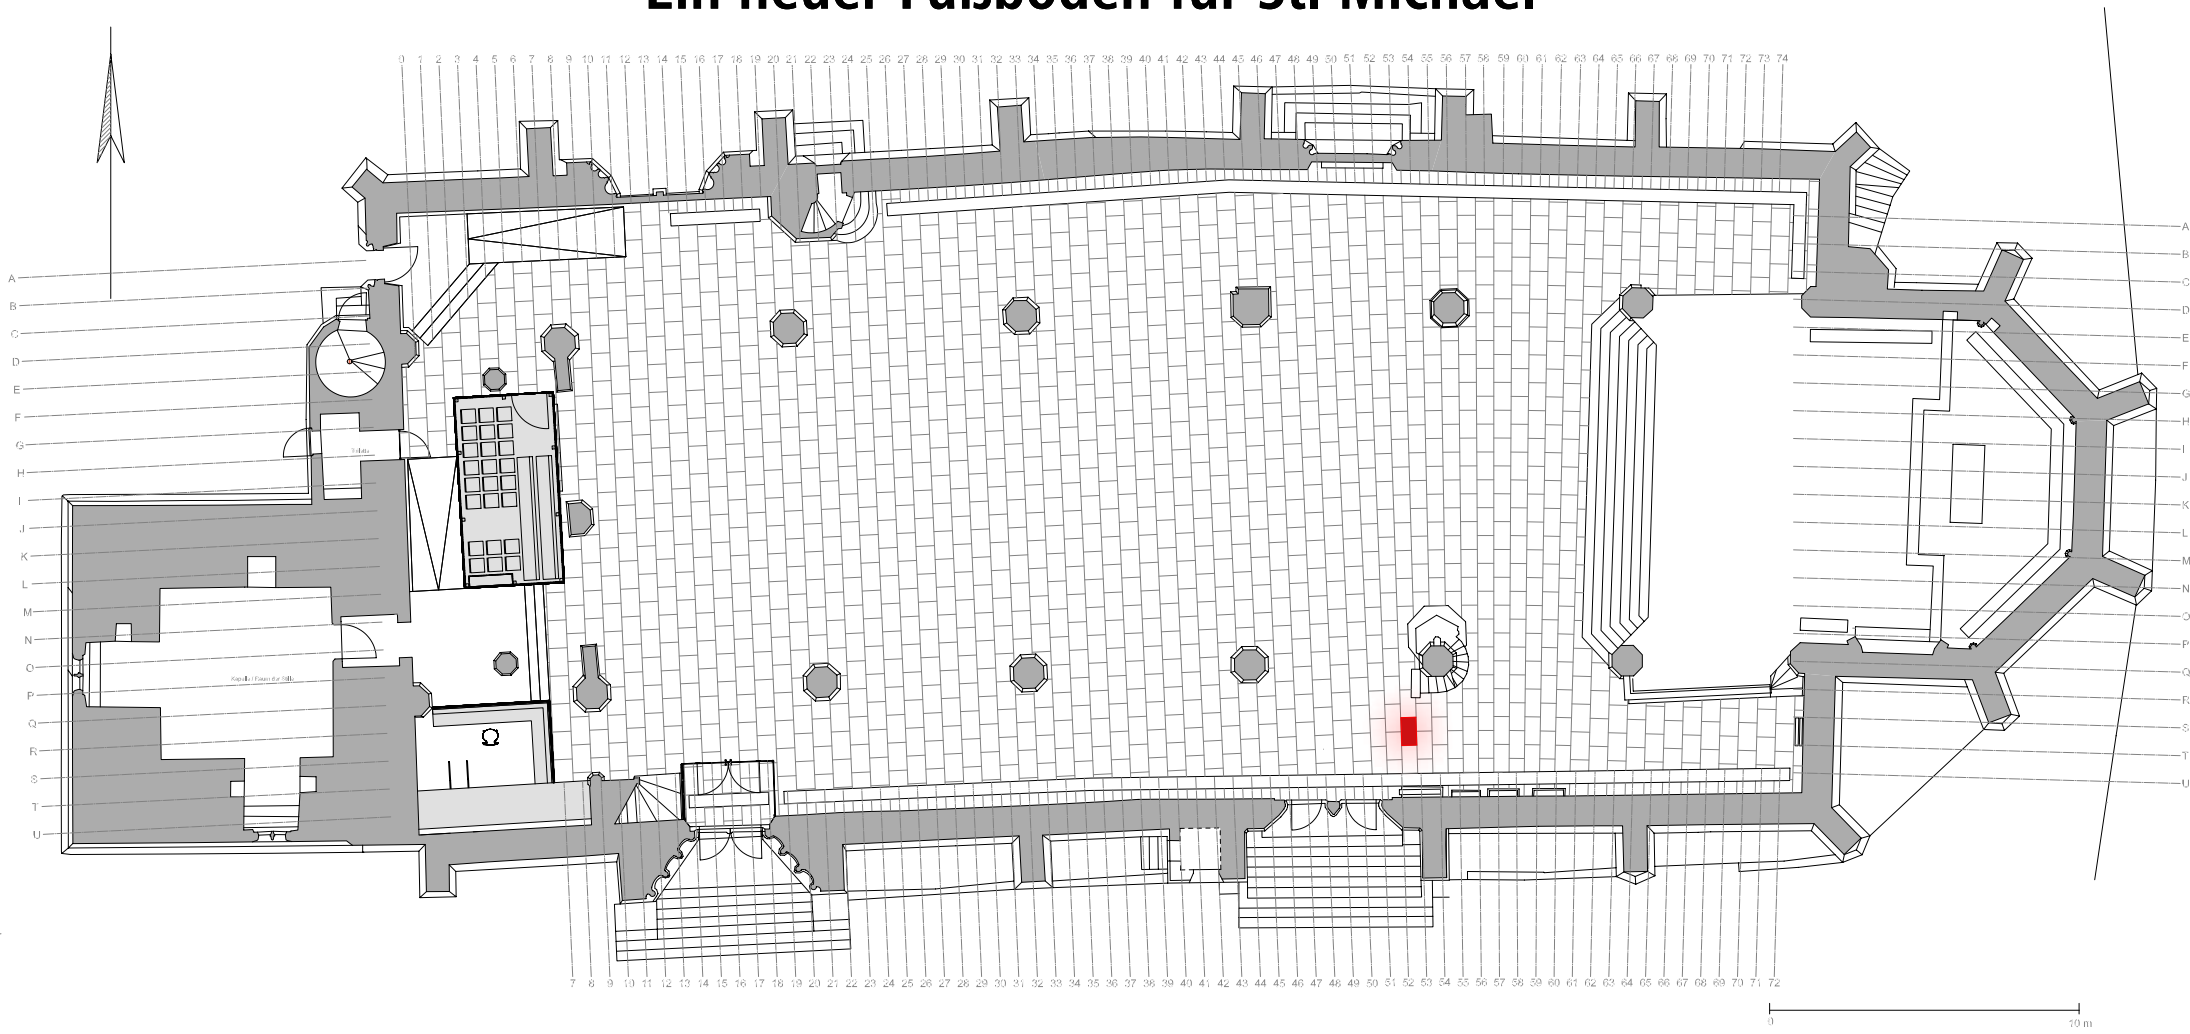 Ein neuer Fußboden für St. Michael
0 1 2 3 4 5 6 7 8 9 10 11 12 13 14 15 16 17 18 19 20 21 22 23 24 25 26 27 28 29 30 31 32 33 34 35 36 37 38 39 40 41 42 43 44 45 46 47 48 49 50 51 52 53 54 55 56 57 58 59 60 61 62 63 64 65 66 67 68 69 70 71 72 73 74
A
B
C
D
E
F
G
H
I
J
K
L
M
N
O
P
Q
R
S
T
U
A
B
C
D
E
F
G
H
I
J
K
L
M
N
O
P
Q
R
S
T
U
7 8 9 10 11 12 13 14 15 16 17 18 19 20 21 22 23 24 25 26 27 28 29 30 31 32 33 34 35 36 37 38 39 40 41 42 43 44 45 46 47 48 49 50 51 52 53 54 55 56 57 58 59 60 61 62 63 64 65 66 67 68 69 70 71 72
0 10 m